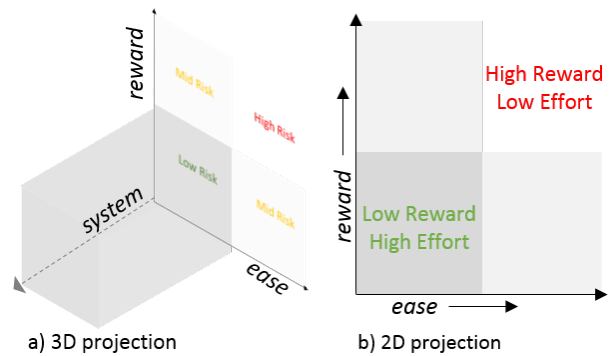 reward
Mid Risk
High Risk
Low Risk
Mid Risk
system
ease
a) 3D projection
reward
High Reward
Low Effort
Low Reward
High Effort
ease
b) 2D projection